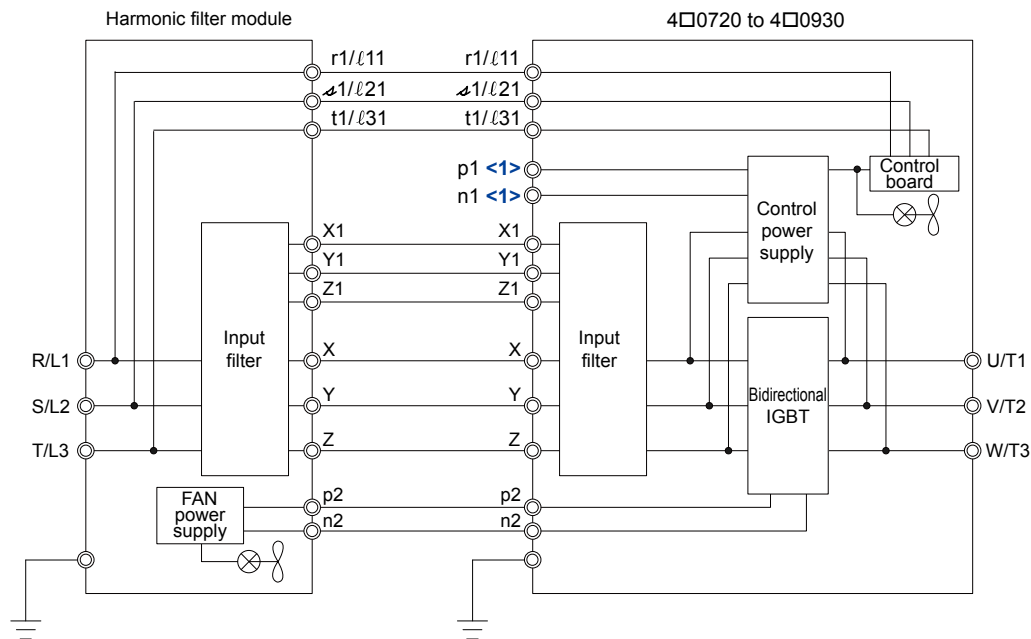 Harmonic filter module
4□0720 to 4□0930
r1/ℓ11
r1/ℓ11
𝓈1/ℓ21
𝓈1/ℓ21
t1/ℓ31
t1/ℓ31
p1 <1>
n1 <1>
Control
board
Control
power
supply
X1
X1
Y1
Y1
Z1
Z1
Input
filter
Input
filter
R/L1
X
X
U/T1
S/L2
Y
Y
Bidirectional
IGBT
V/T2
T/L3
Z
Z
W/T3
FAN
power
supply
p2
p2
n2
n2